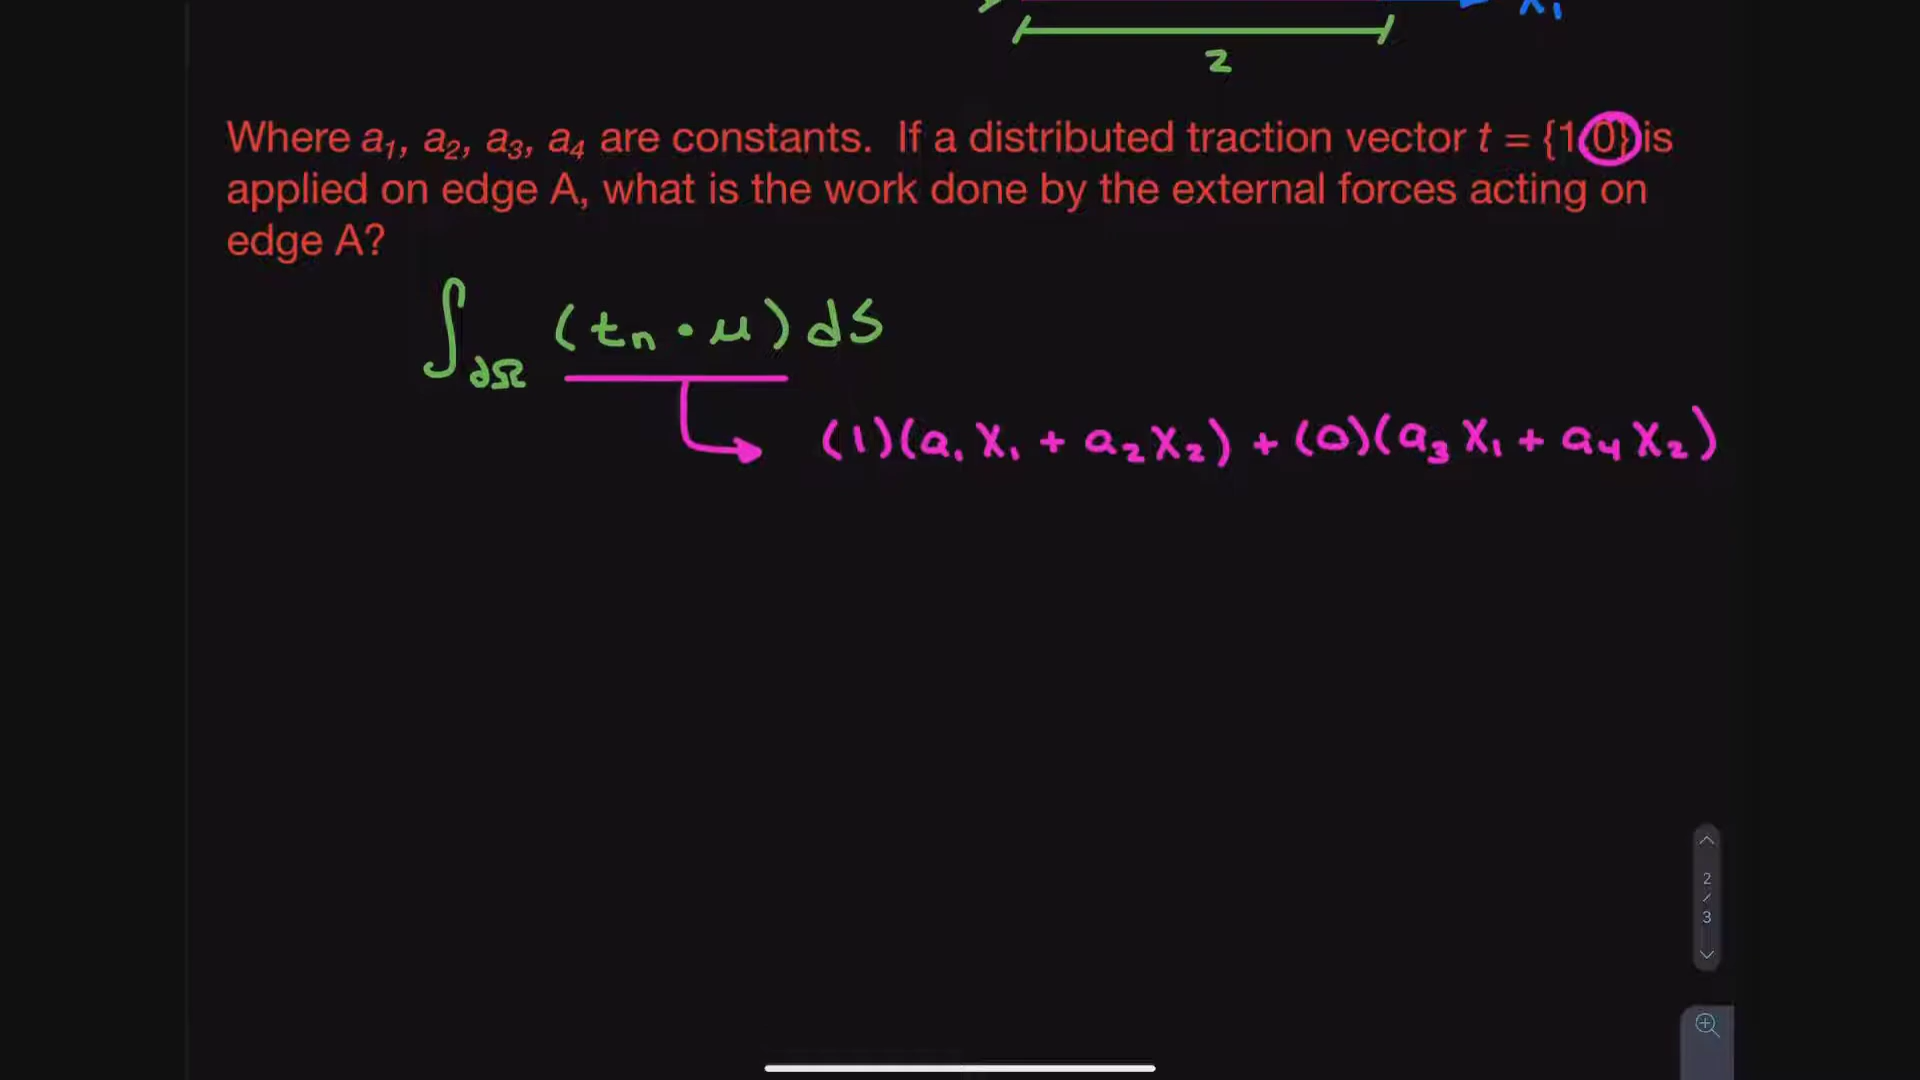 x₁
2
Where a₁, a₂, a₃, a₄ are constants. If a distributed traction vector t = {1,0} is
applied on edge A, what is the work done by the external forces acting on
edge A?
∫∂Ω (tₙ · u) dS
(1)(a₁x₁ + a₂x₂) + (0)(a₃x₁ + a₄x₂)
2
/
3